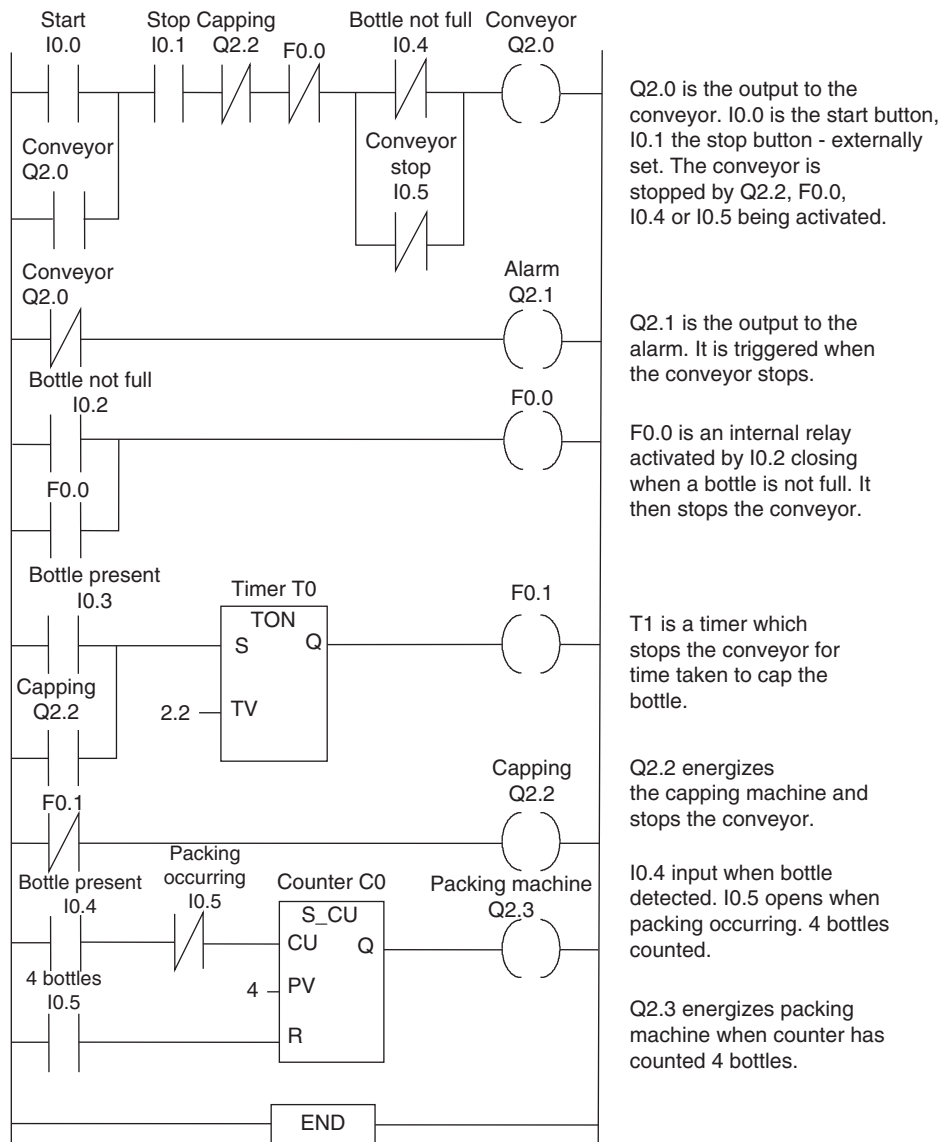 Start
I0.0
Stop Capping
I0.1 Q2.2
F0.0
Bottle not full
I0.4
Conveyor
Q2.0
Conveyor
Q2.0
Conveyor
stop
I0.5
Q2.0 is the output to the
conveyor. I0.0 is the start button,
I0.1 the stop button - externally
set. The conveyor is
stopped by Q2.2, F0.0,
I0.4 or I0.5 being activated.
Conveyor
Q2.0
Alarm
Q2.1
Q2.1 is the output to the
alarm. It is triggered when
the conveyor stops.
Bottle not full
I0.2
F0.0
F0.0
F0.0 is an internal relay
activated by I0.2 closing
when a bottle is not full. It
then stops the conveyor.
Bottle present
I0.3
Timer T0
TON
S Q
2.2 TV
F0.1
Capping
Q2.2
T1 is a timer which
stops the conveyor for
time taken to cap the
bottle.
F0.1
Capping
Q2.2
Q2.2 energizes
the capping machine and
stops the conveyor.
Bottle present
I0.4
Packing
occurring
I0.5
Counter C0
S_CU
CU Q
4 PV
R
Packing machine
Q2.3
4 bottles
I0.5
I0.4 input when bottle
detected. I0.5 opens when
packing occurring. 4 bottles
counted.
Q2.3 energizes packing
machine when counter has
counted 4 bottles.
END